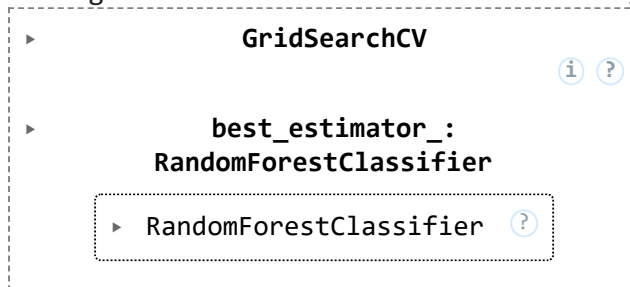 GridSearchCV
i ?
best_estimator_:
RandomForestClassifier
RandomForestClassifier ?